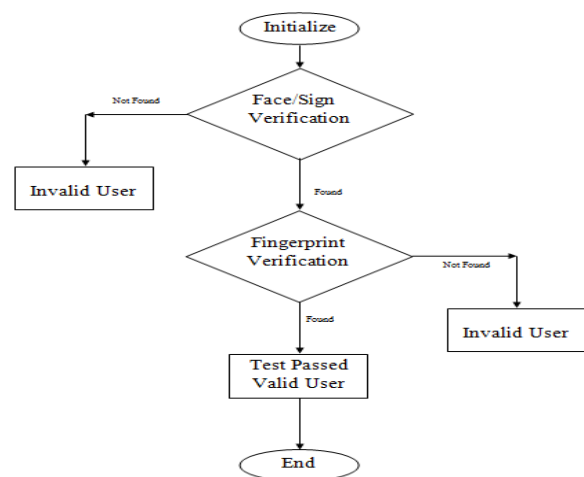 Initialize
Face/Sign
Verification
Not Found
Invalid User
Found
Fingerprint
Verification
Not Found
Invalid User
Found
Test Passed
Valid User
End